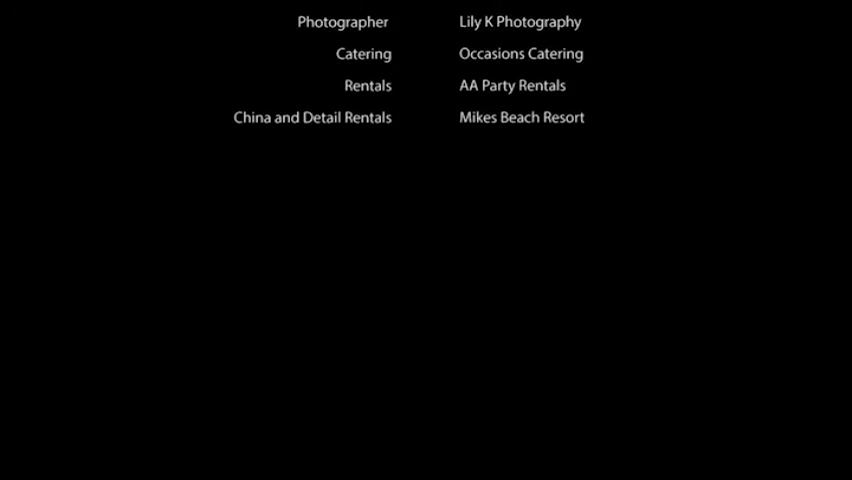 Photographer Lily K Photography
Catering Occasions Catering
Rentals AA Party Rentals
China and Detail Rentals Mikes Beach Resort